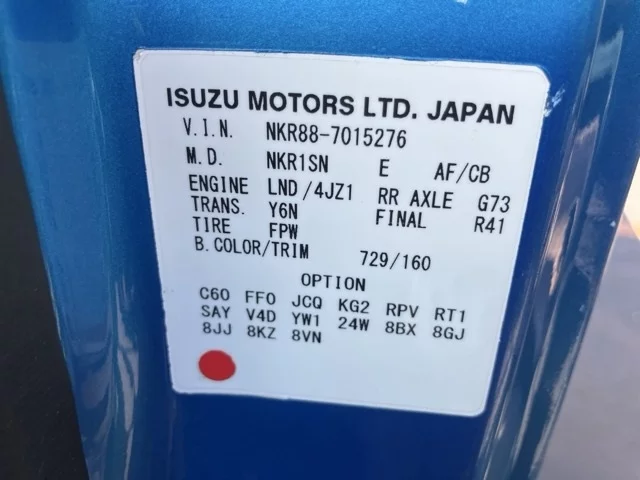 ISUZU MOTORS LTD. JAPAN
V.I.N. NKR88-7015276
M.D. NKR1SN E AF/CB
ENGINE LND/4JZ1 RR AXLE G73
TRANS. Y6N FINAL R41
TIRE FPW
B.COLOR/TRIM 729/160
OPTION
C60 FF0 JCQ KG2 RPV RT1
SAY V4D YW1 24W 8BX 8GJ
8JJ 8KZ 8VN